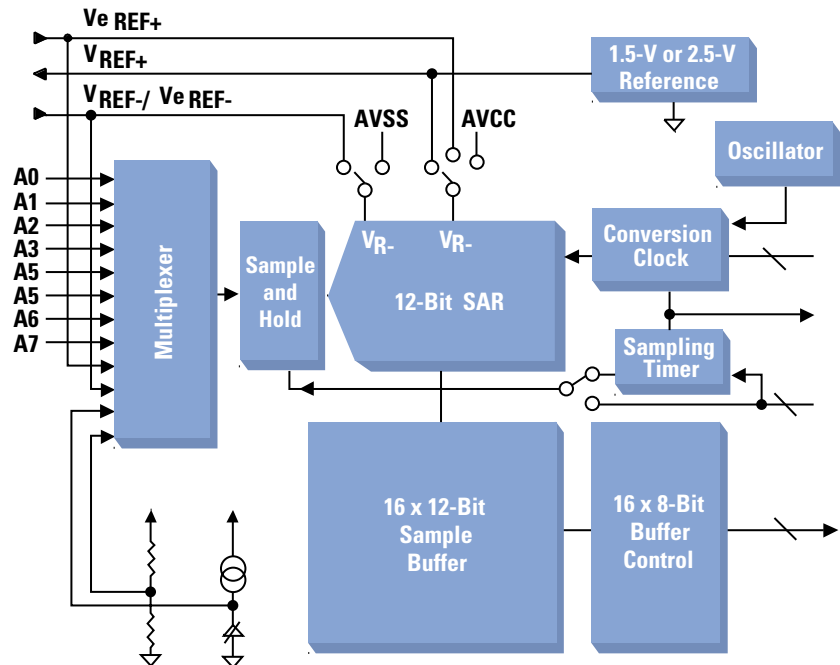 Ve REF+
VREF+
VREF-/ Ve REF-
1.5-V or 2.5-V
Reference
AVSS
AVCC
Oscillator
A0
A1
A2
A3
A5
A5
A6
A7
Multiplexer
Sample
and
Hold
VR-
VR-
12-Bit SAR
Conversion
Clock
Sampling
Timer
16 x 12-Bit
Sample
Buffer
16 x 8-Bit
Buffer
Control